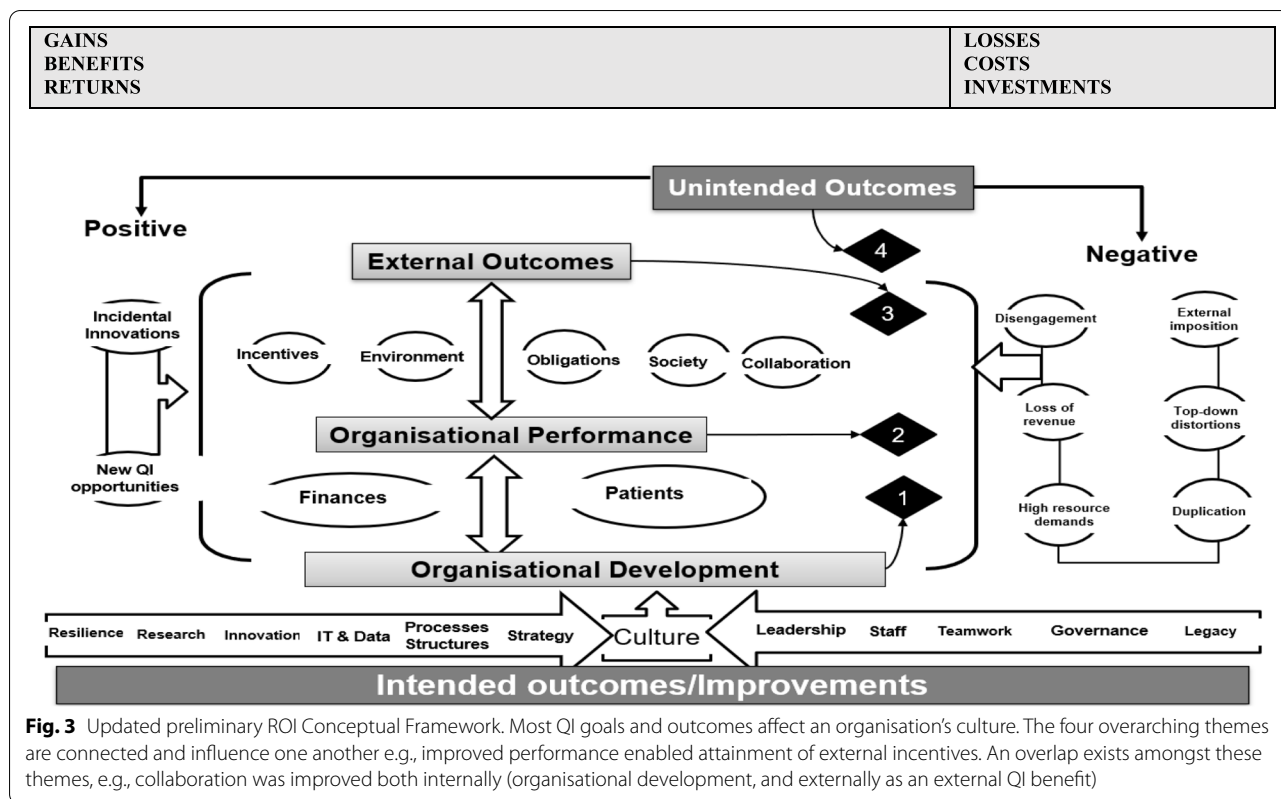 GAINS
BENEFITS
RETURNS
LOSSES
COSTS
INVESTMENTS
Unintended Outcomes
Positive
Negative
4
External Outcomes
3
Incidental
Innovations
New QI
opportunities
Incentives
Environment
Obligations
Society
Collaboration
Disengagement
External
imposition
Loss of
revenue
Top-down
distortions
High resource
demands
Duplication
Organisational Performance
2
Finances
Patients
1
Organisational Development
Resilience
Research
Innovation
IT & Data
Processes
Structures
Strategy
Culture
Leadership
Staff
Teamwork
Governance
Legacy
Intended outcomes/Improvements
Fig. 3 Updated preliminary ROI Conceptual Framework. Most QI goals and outcomes affect an organisation's culture. The four overarching themes
are connected and influence one another e.g., improved performance enabled attainment of external incentives. An overlap exists amongst these
themes, e.g., collaboration was improved both internally (organisational development, and externally as an external QI benefit)